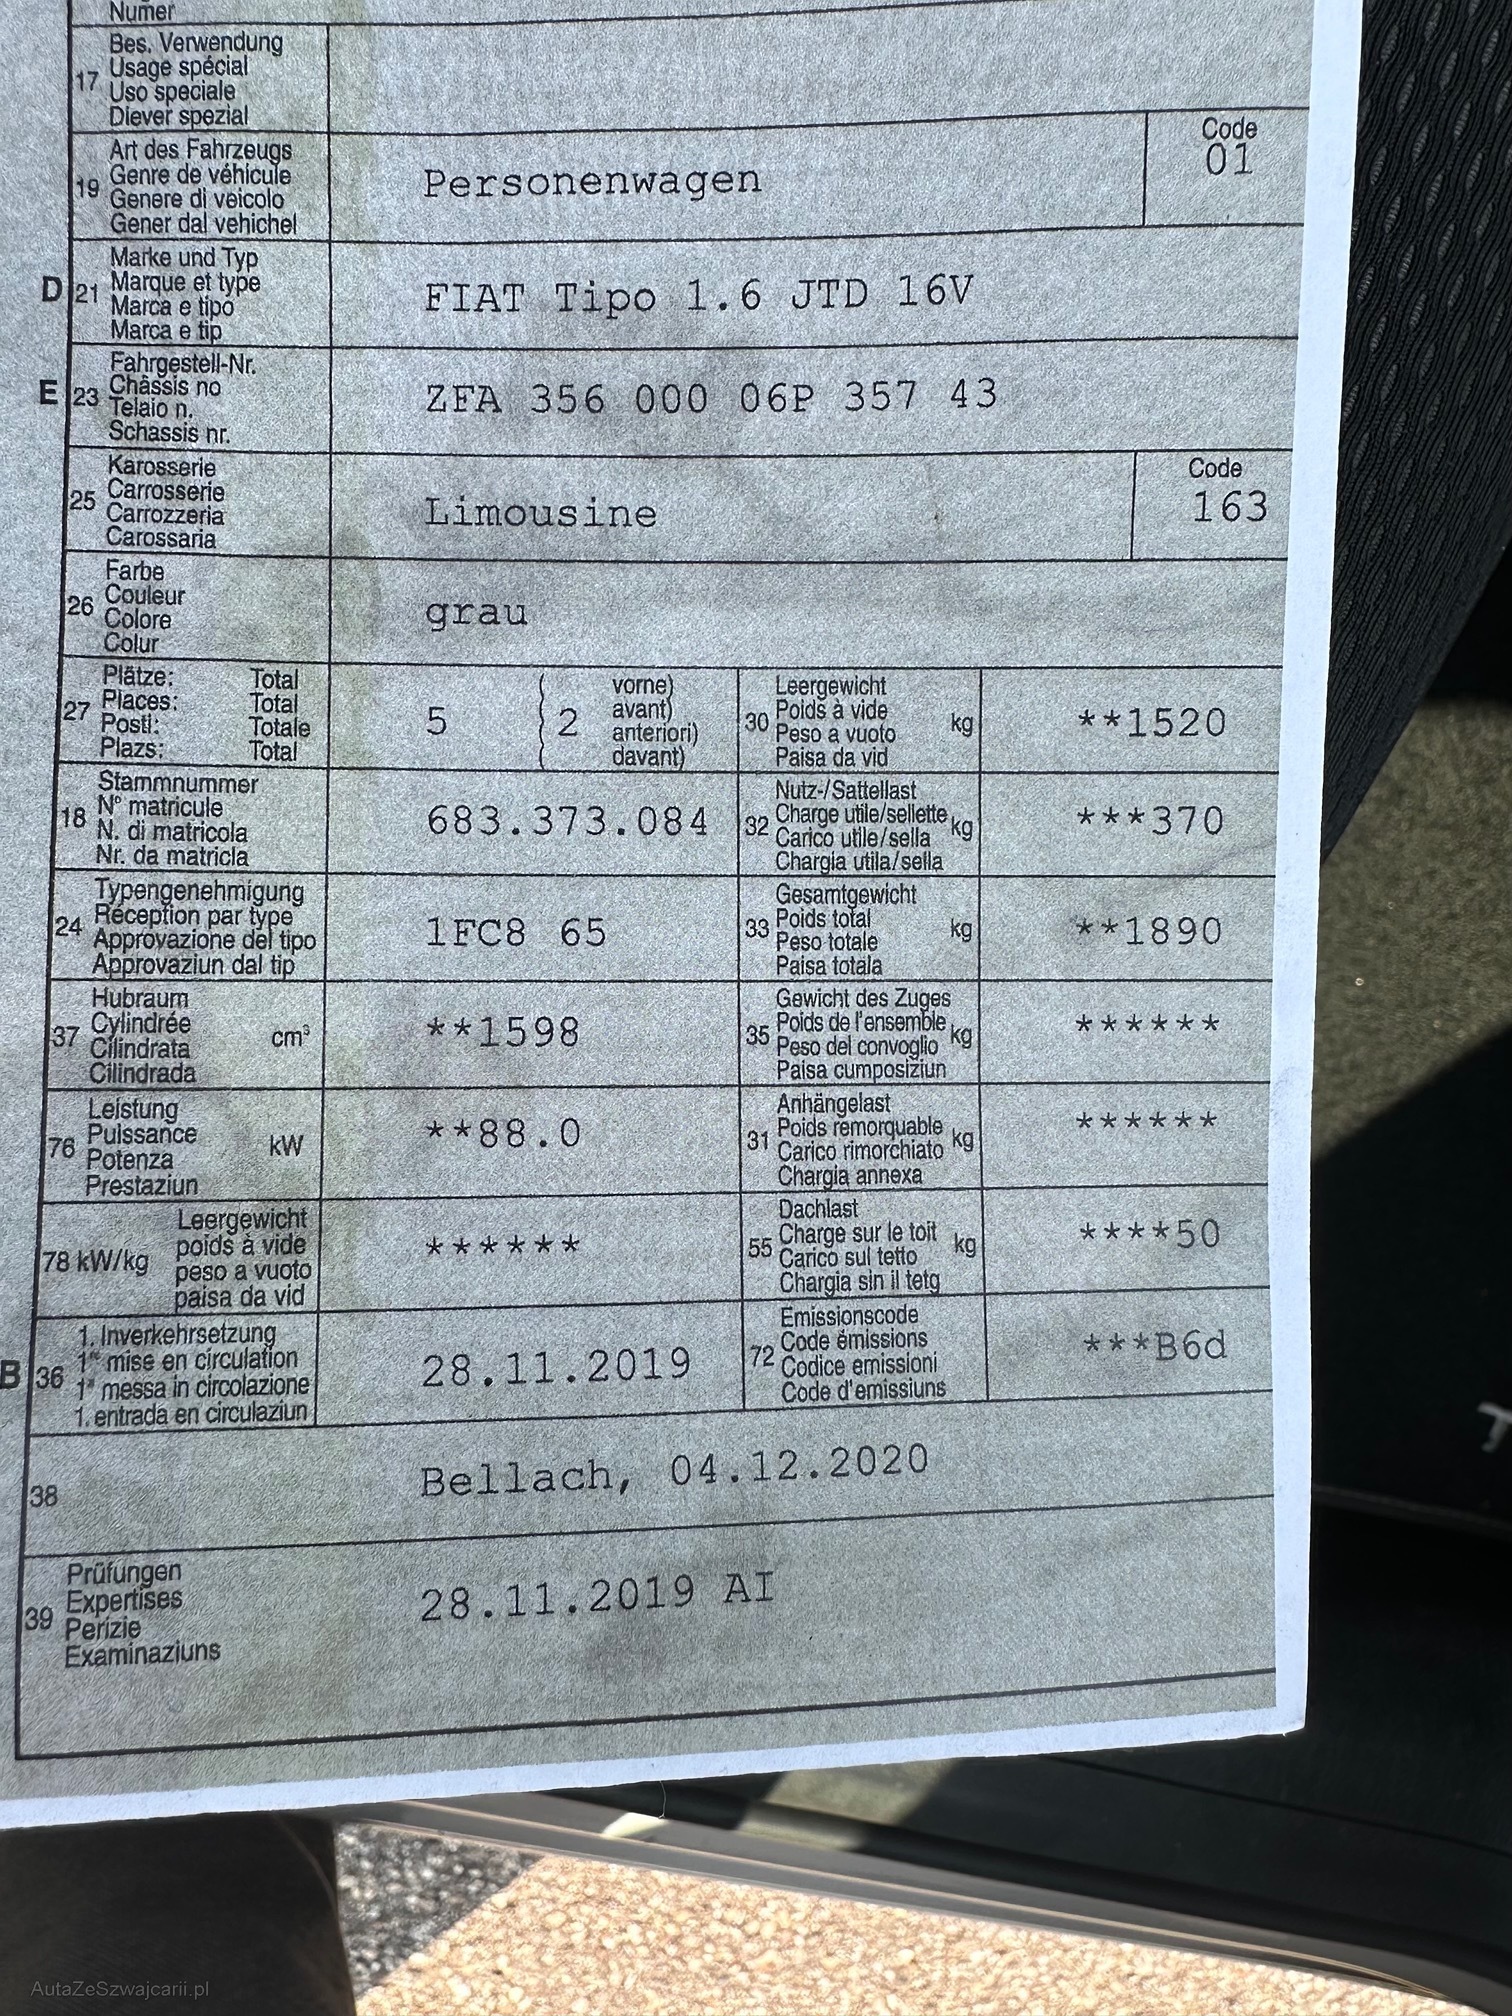 Numer
17 Bes. Verwendung
Usage spécial
Uso speciale
Diever spezial
19 Art des Fahrzeugs
Genre de véhicule
Genere di veicolo
Gener dal vehichel
Personenwagen
Code
01
D 21 Marke und Typ
Marque et type
Marca e tipo
Marca e tip
FIAT Tipo 1.6 JTD 16V
E 23 Fahrgestell-Nr.
Châssis no
Telaio n.
Schassis nr.
ZFA 356 000 06P 357 43
25 Karosserie
Carrosserie
Carrozzeria
Carossaria
Limousine
Code
163
26 Farbe
Couleur
Colore
Colur
grau
27 Plätze: Total
Places: Total
Posti: Totale
Plazs: Total
5 2 vorne)
avant)
anteriori)
davant)
30 Leergewicht
Poids à vide
Peso a vuoto
Paisa da vid
kg
**1520
18 Stammnummer
N° matricule
N. di matricola
Nr. da matricla
683.373.084
32 Nutz-/Sattellast
Charge utile/sellette
Carico utile/sella
Chargia utila/sella
kg
***370
24 Typengenehmigung
Réception par type
Approvazione del tipo
Approvaziun dal tip
1FC8 65
33 Gesamtgewicht
Poids total
Peso totale
Paisa totala
kg
**1890
37 Hubraum
Cylindrée
Cilindrata
Cilindrada
cm³
**1598
35 Gewicht des Zuges
Poids de l'ensemble
Peso del convoglio
Paisa cumposiziun
kg
******
76 Leistung
Puissance
Potenza
Prestaziun
kW
**88.0
31 Anhängelast
Poids remorquable
Carico rimorchiato
Chargia annexa
kg
******
78 kW/kg Leergewicht
poids à vide
peso a vuoto
paisa da vid
******
55 Dachlast
Charge sur le toit
Carico sul tetto
Chargia sin il tetg
kg
****50
B 36 1. Inverkehrsetzung
1re mise en circulation
1a messa in circolazione
1. entrada en circulaziun
28.11.2019
72 Emissionscode
Code émissions
Codice emissioni
Code d'emissiuns
***B6d
38 Bellach, 04.12.2020
39 Prüfungen
Expertises
Perizie
Examinaziuns
28.11.2019 AI
AutaZeSzwajcarii.pl